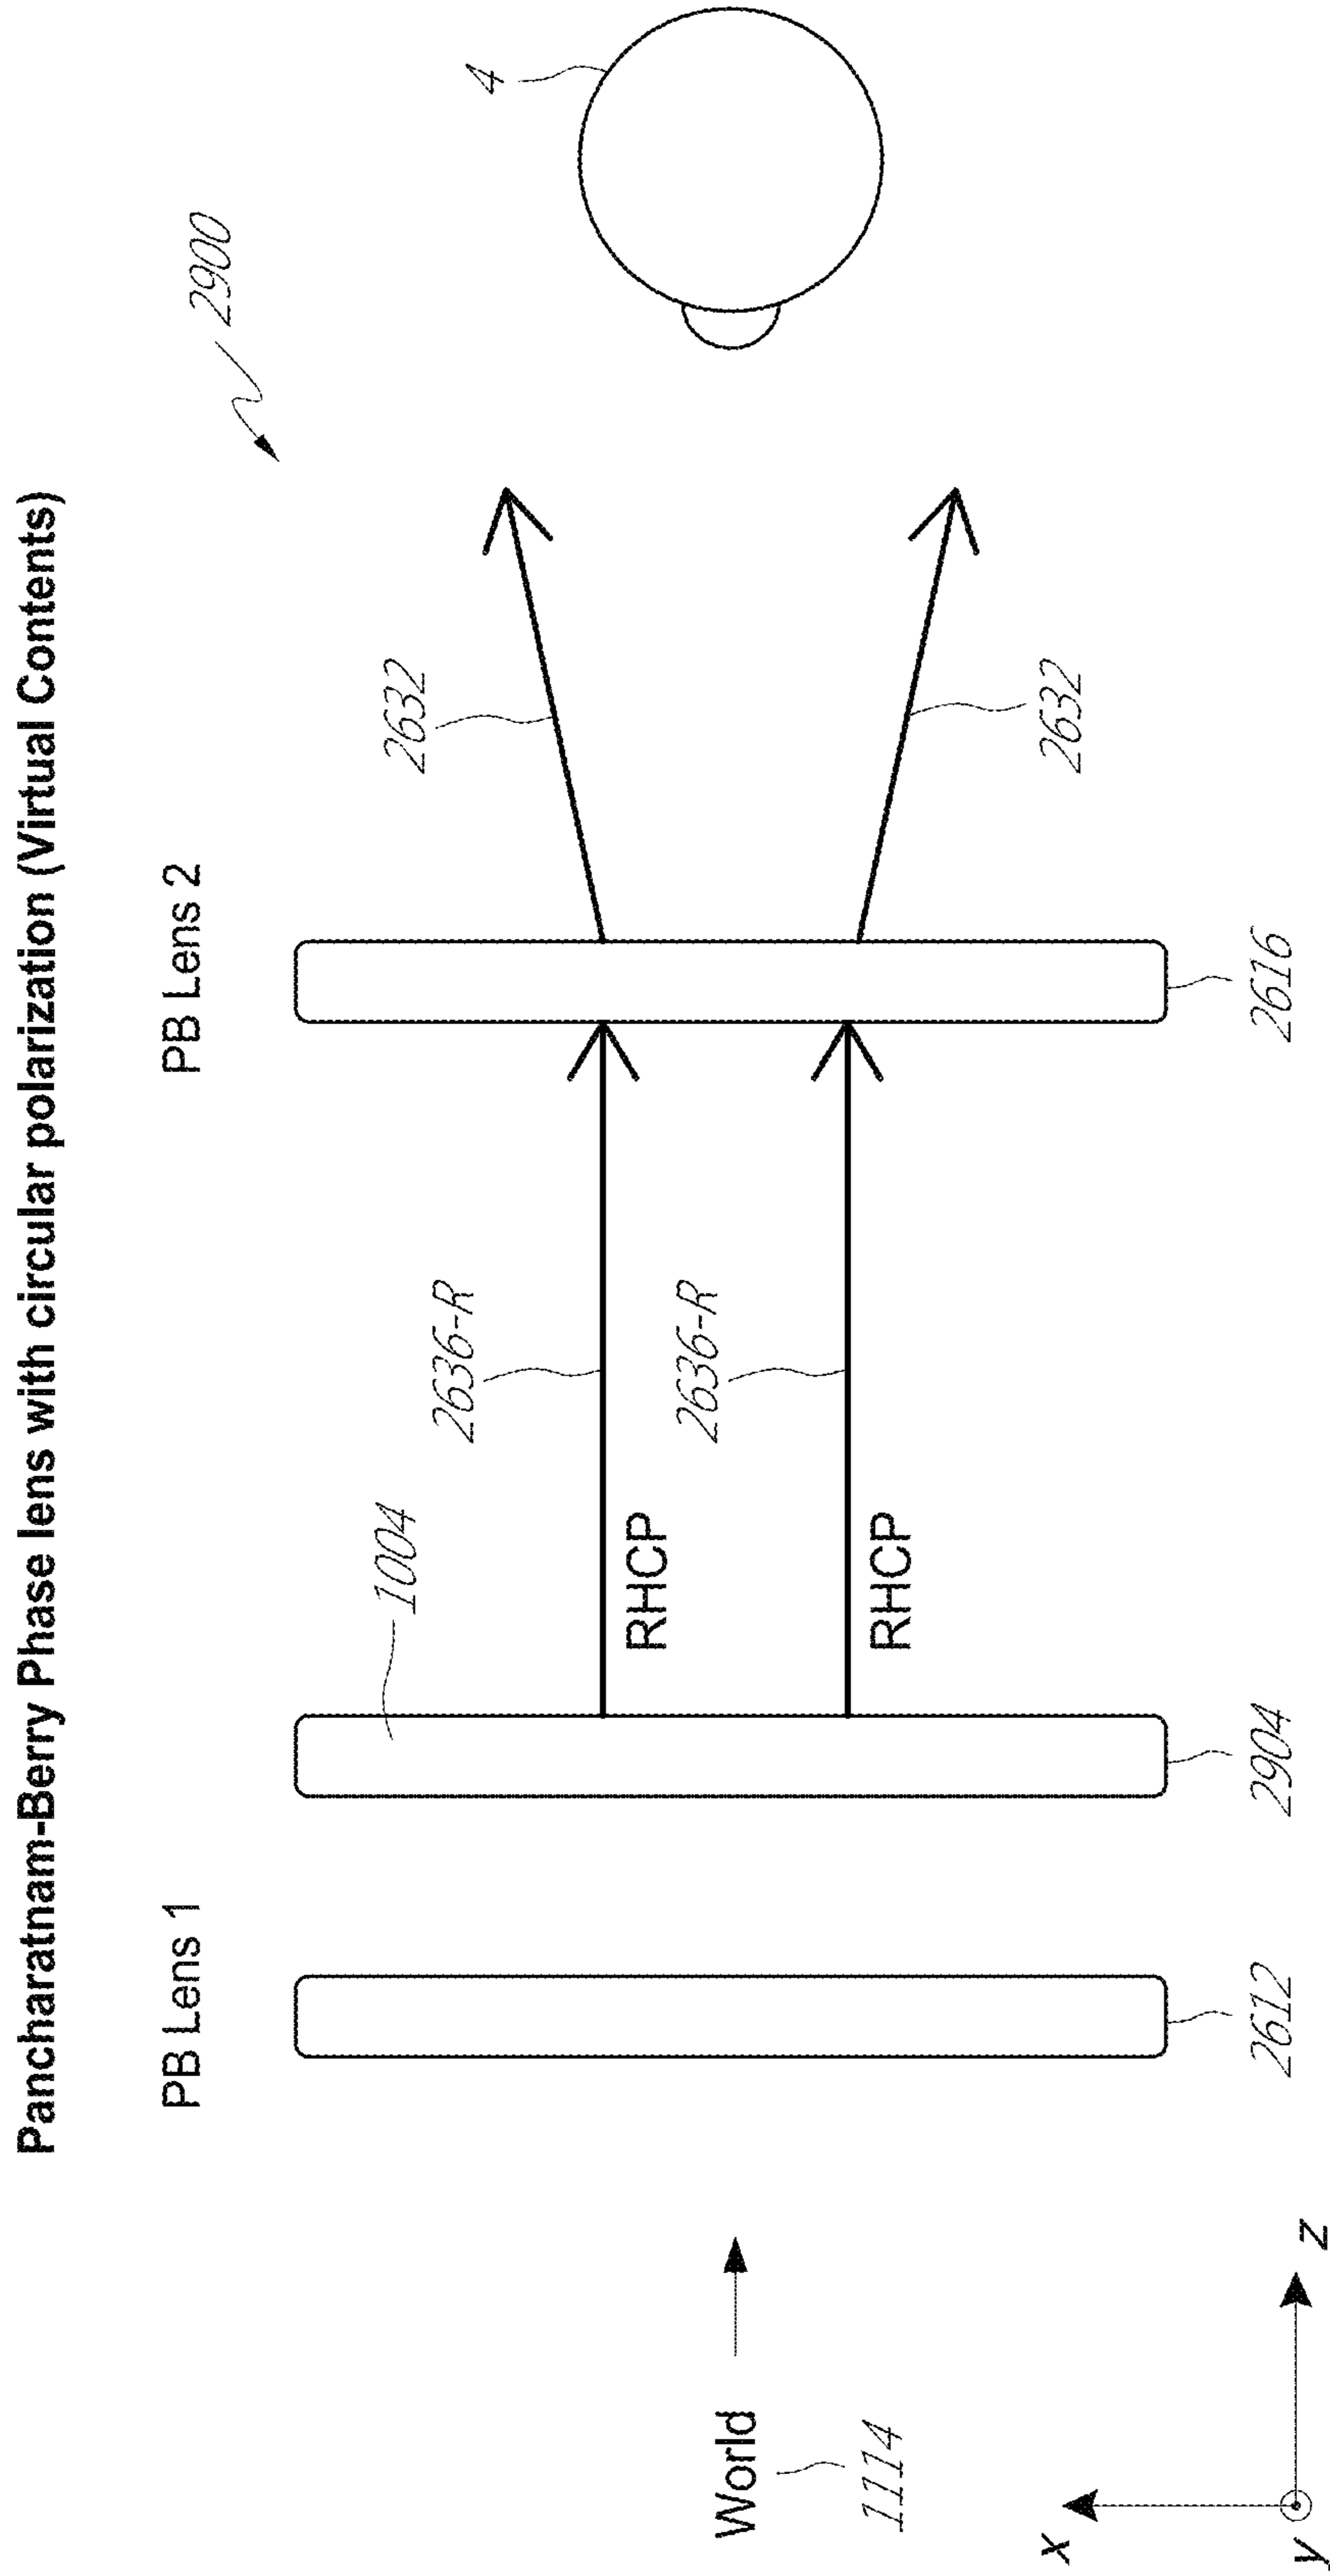 Pancharatnam-Berry Phase lens with circular polarization (Virtual Contents)
PB Lens 1
PB Lens 2
2900
1004
2636-R
2632
4
RHCP
2636-R
RHCP
World
1114
2632
x
y
z
2612
2904
2616